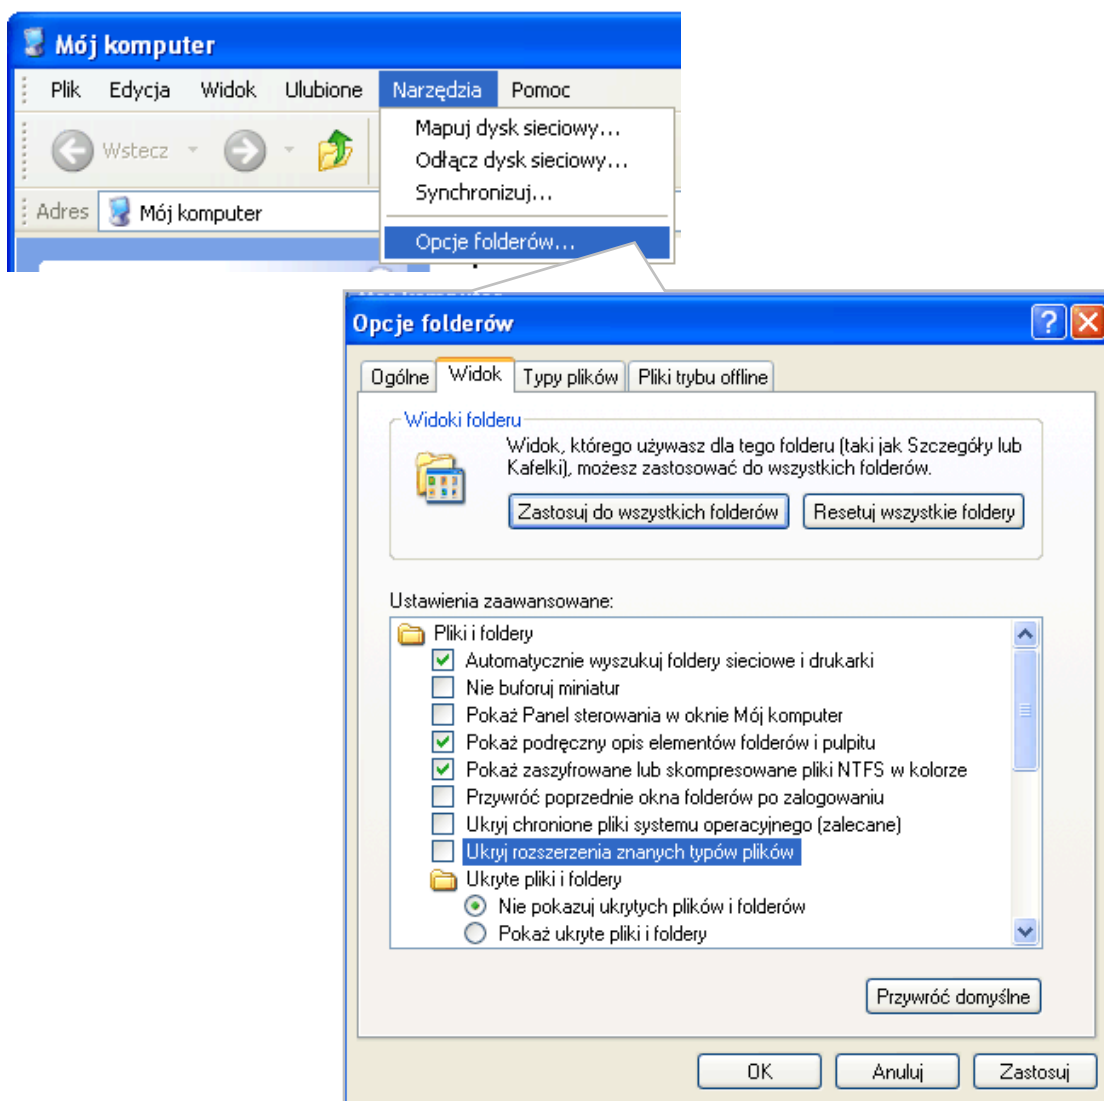 Mój komputer
Plik Edycja Widok Ulubione Narzędzia Pomoc
Mapuj dysk sieciowy...
Odłącz dysk sieciowy...
Synchronizuj...
Opcje folderów...
Wstecz
Adres Mój komputer
Opcje folderów
Ogólne Widok Typy plików Pliki trybu offline
Widoki folderu
Widok, którego używasz dla tego folderu (taki jak Szczegóły lub
Kafelki), możesz zastosować do wszystkich folderów.
Zastosuj do wszystkich folderów Resetuj wszystkie foldery
Ustawienia zaawansowane:
Pliki i foldery
Automatycznie wyszukuj foldery sieciowe i drukarki
Nie buforuj miniatur
Pokaż Panel sterowania w oknie Mój komputer
Pokaż podręczny opis elementów folderów i pulpitu
Pokaż zaszyfrowane lub skompresowane pliki NTFS w kolorze
Przywróć poprzednie okna folderów po zalogowaniu
Ukryj chronione pliki systemu operacyjnego (zalecane)
Ukryj rozszerzenia znanych typów plików
Ukryte pliki i foldery
Nie pokazuj ukrytych plików i folderów
Pokaż ukryte pliki i foldery
Przywróć domyślne
OK Anuluj Zastosuj